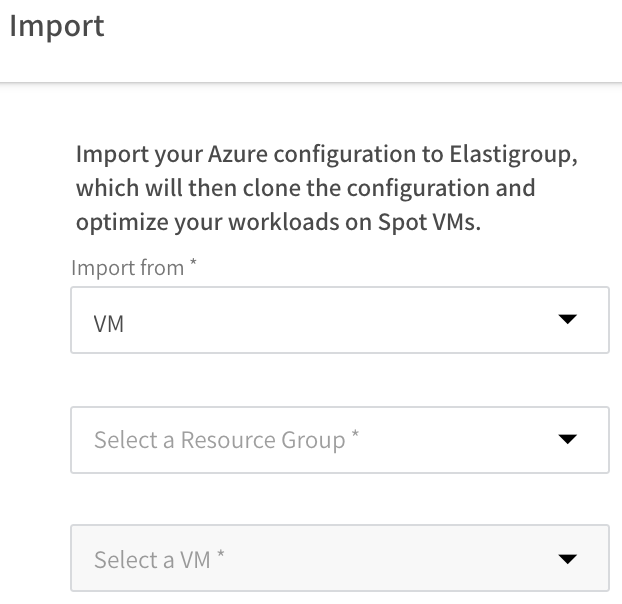 Import
Import your Azure configuration to Elastigroup,
which will then clone the configuration and
optimize your workloads on Spot VMs.
Import from *
VM
Select a Resource Group *
Select a VM *